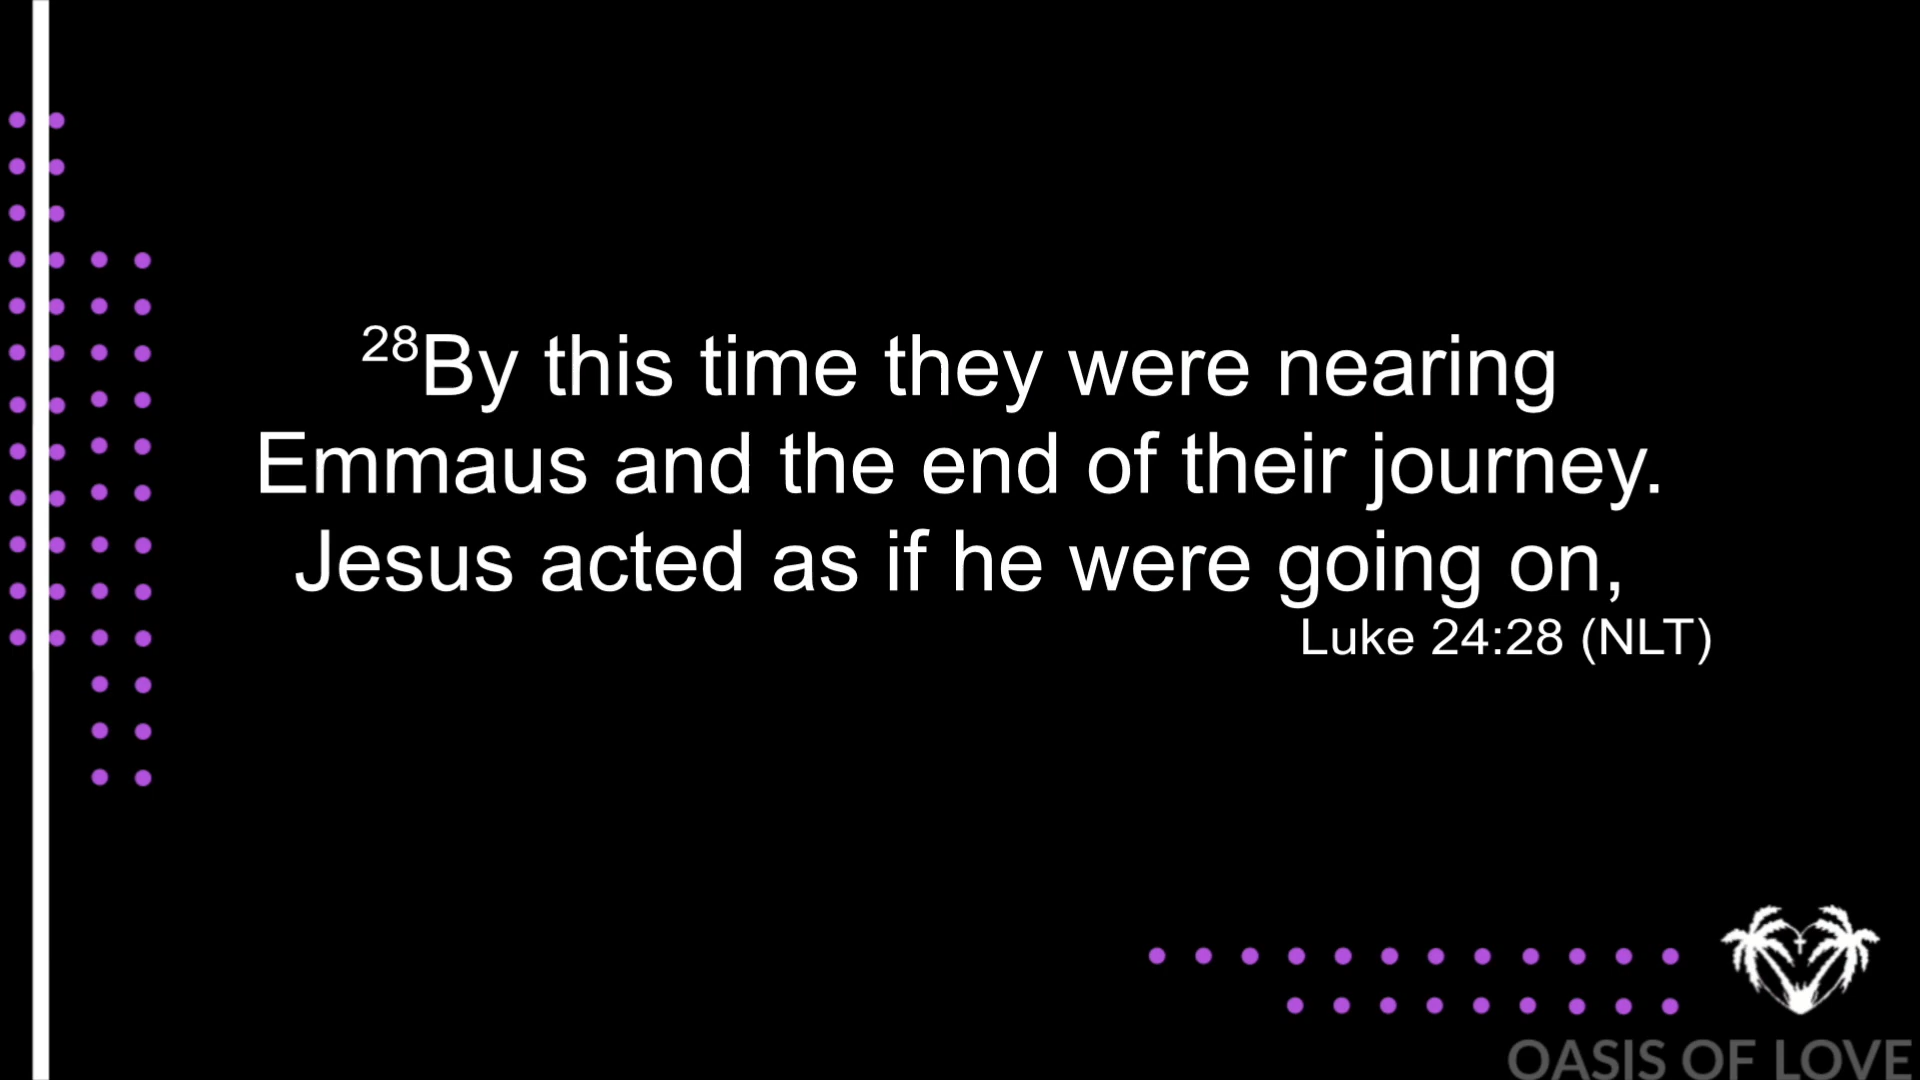 28By this time they were nearing
Emmaus and the end of their journey.
Jesus acted as if he were going on,
Luke 24:28 (NLT)
OASIS OF LOVE